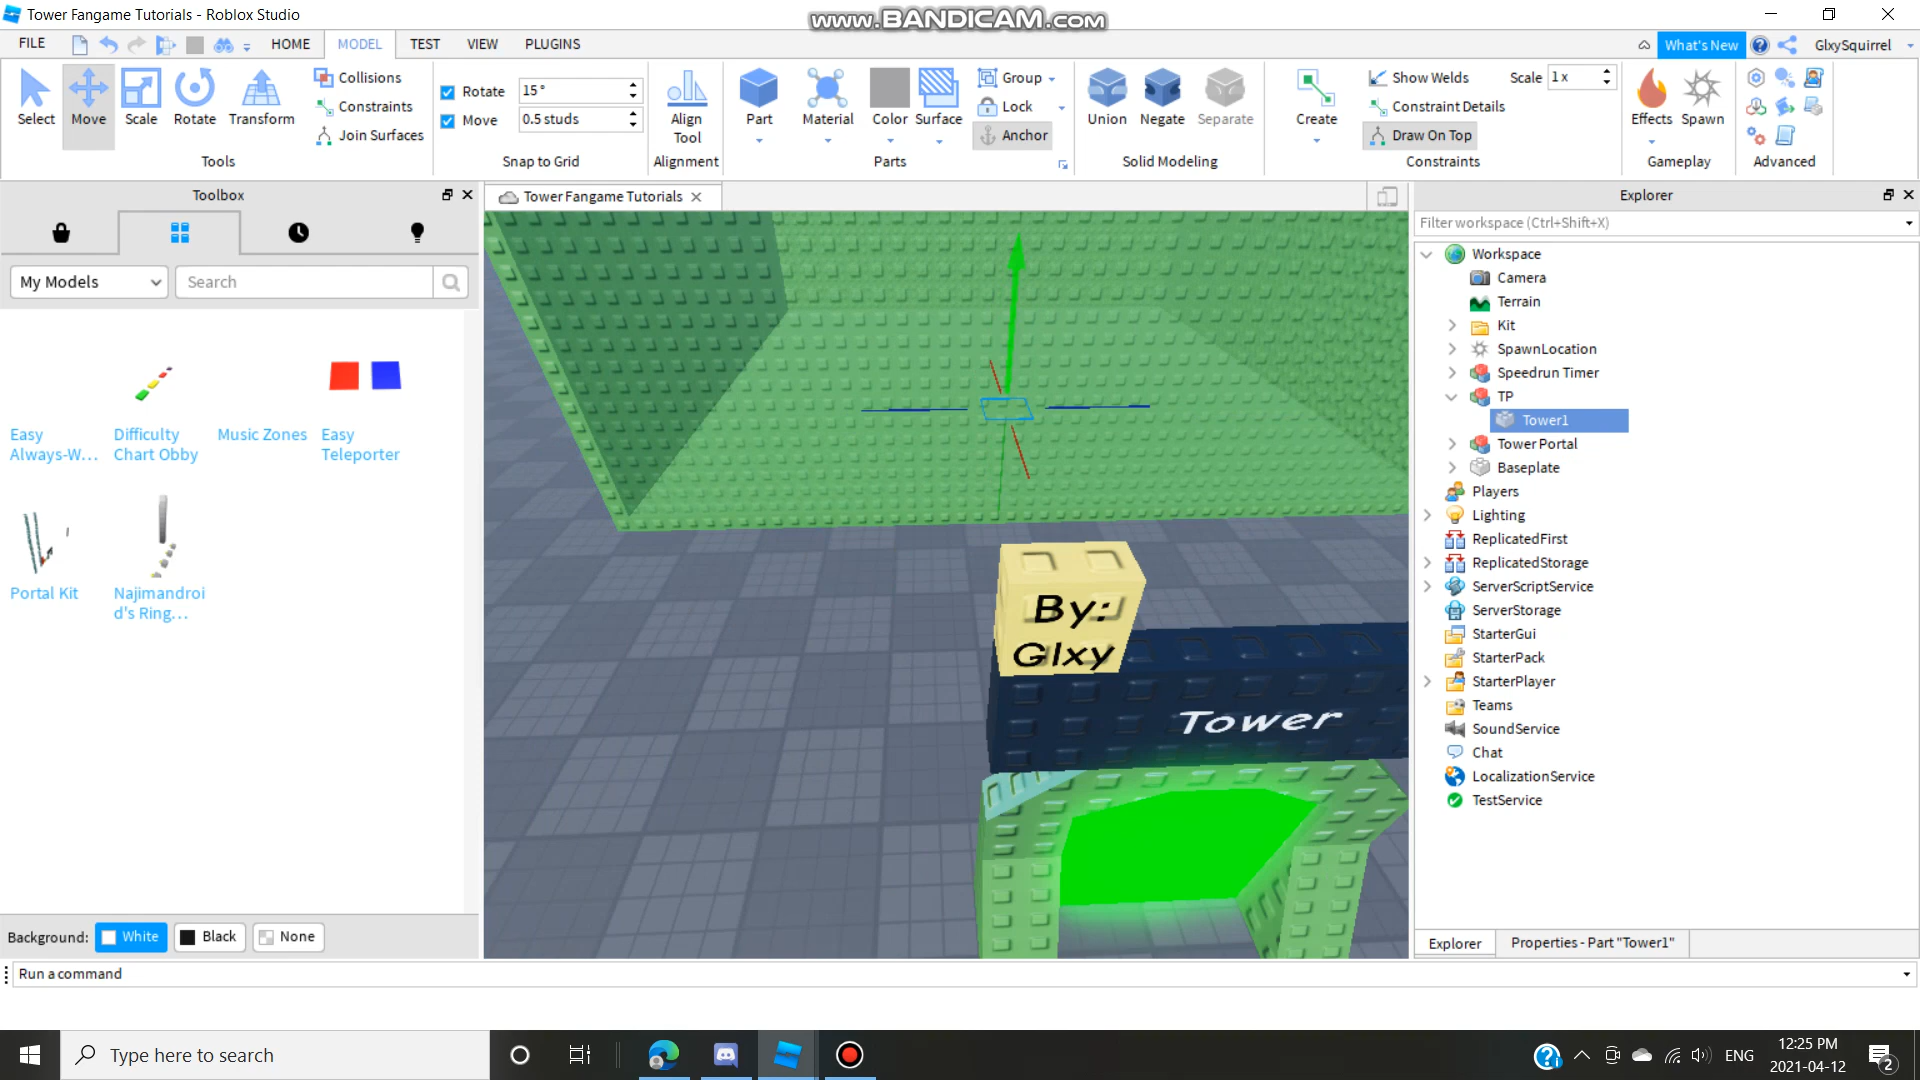 Tower Fangame Tutorials - Roblox Studio
www.BANDICAM.com
FILE
HOME
MODEL
TEST
VIEW
PLUGINS
What's New
GlxySquirrel
Select
Move
Scale
Rotate
Transform
Collisions
Constraints
Join Surfaces
Tools
Rotate 15 °
Move 0.5 studs
Snap to Grid
Align Tool
Alignment
Part
Material
Color
Surface
Group
Lock
Anchor
Parts
Union
Negate
Separate
Solid Modeling
Create
Show Welds
Scale 1 x
Constraint Details
Draw On Top
Constraints
Effects
Spawn
Gameplay
Advanced
Toolbox
My Models
Search
Easy Always-W...
Difficulty Chart Obby
Music Zones
Easy Teleporter
Portal Kit
Najimandroi
d's Ring...
Background: White Black None
Tower Fangame Tutorials
By:
Glxy
Tower
Explorer
Filter workspace (Ctrl+Shift+X)
Workspace
Camera
Terrain
Kit
SpawnLocation
Speedrun Timer
TP
Tower1
Tower Portal
Baseplate
Players
Lighting
ReplicatedFirst
ReplicatedStorage
ServerScriptService
ServerStorage
StarterGui
StarterPack
StarterPlayer
Teams
SoundService
Chat
LocalizationService
TestService
Explorer
Properties - Part "Tower1"
Run a command
Type here to search
ENG
12:25 PM
2021-04-12
2